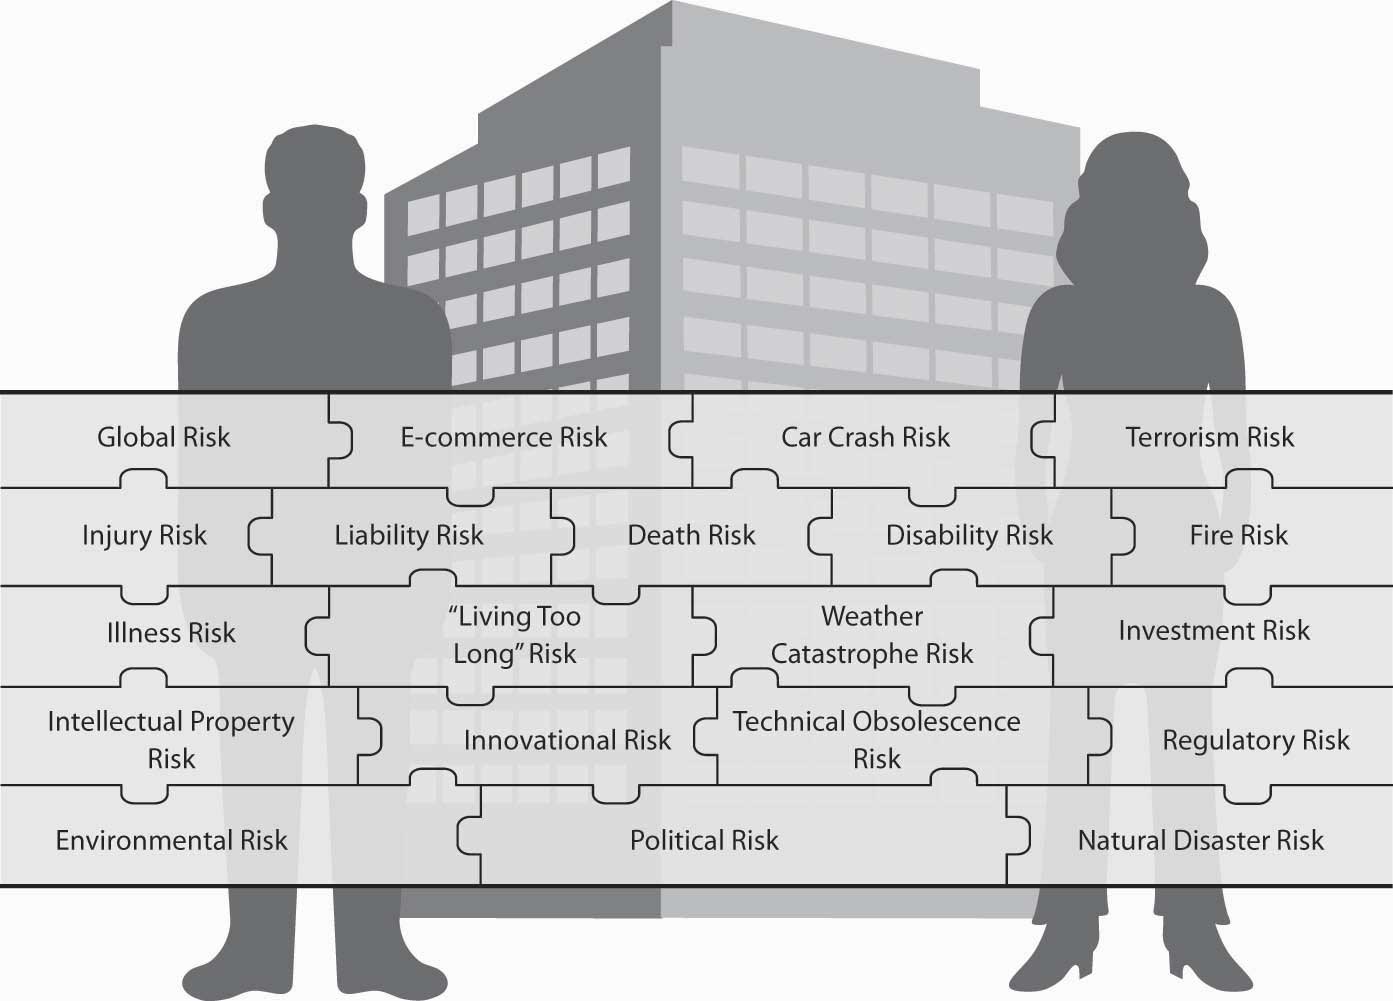 Global Risk
E-commerce Risk
Car Crash Risk
Terrorism Risk
Injury Risk
Liability Risk
Death Risk
Disability Risk
Fire Risk
Illness Risk
“Living Too
Long” Risk
Weather
Catastrophe Risk
Investment Risk
Intellectual Property
Risk
Innovational Risk
Technical Obsolescence
Risk
Regulatory Risk
Environmental Risk
Political Risk
Natural Disaster Risk